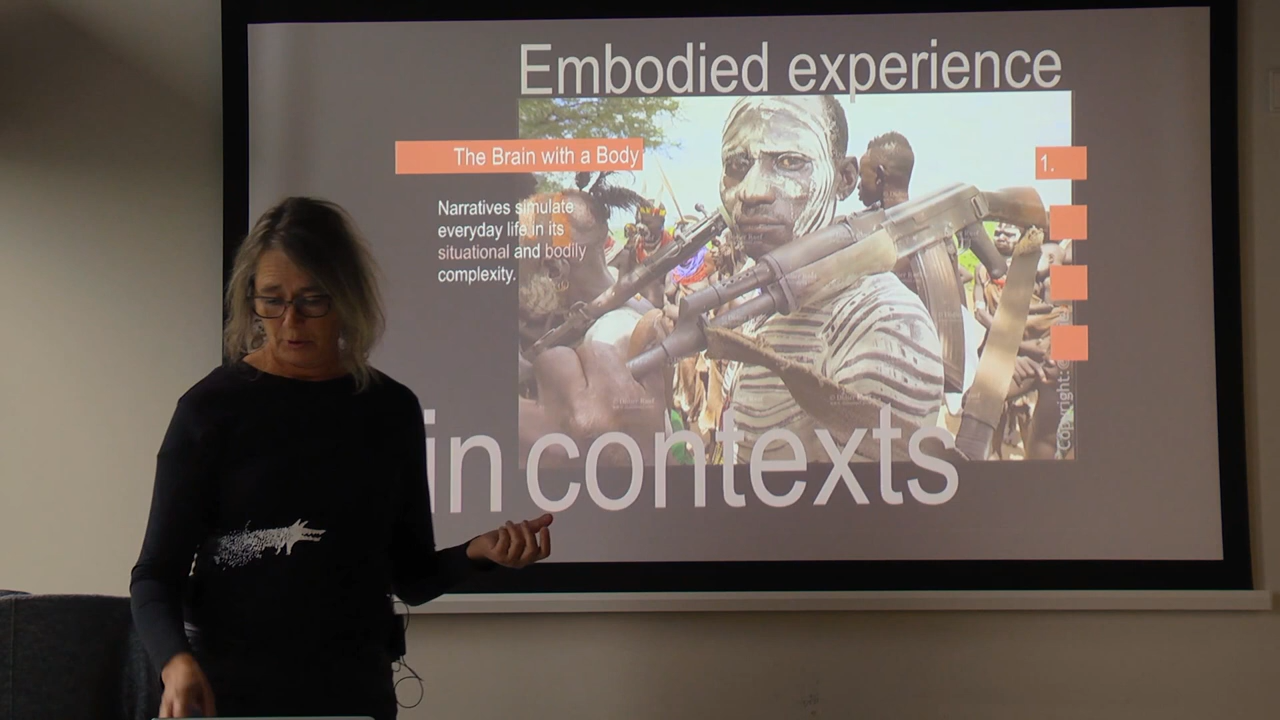 Embodied experience
The Brain with a Body
1.
Narratives simulate
everyday life in its
situational and bodily
complexity.
in contexts
Copyright